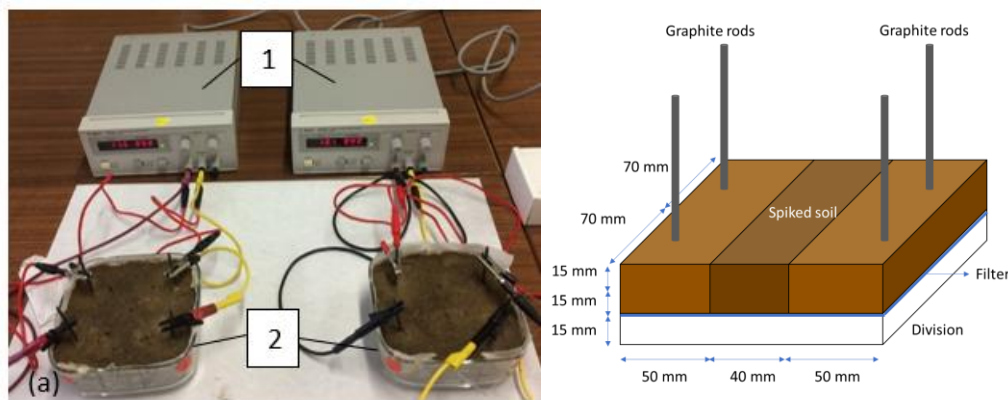 1
2
(a)
Graphite rods
Graphite rods
70 mm
70 mm
Spiked soil
15 mm
15 mm
15 mm
Filter
Division
50 mm
40 mm
50 mm